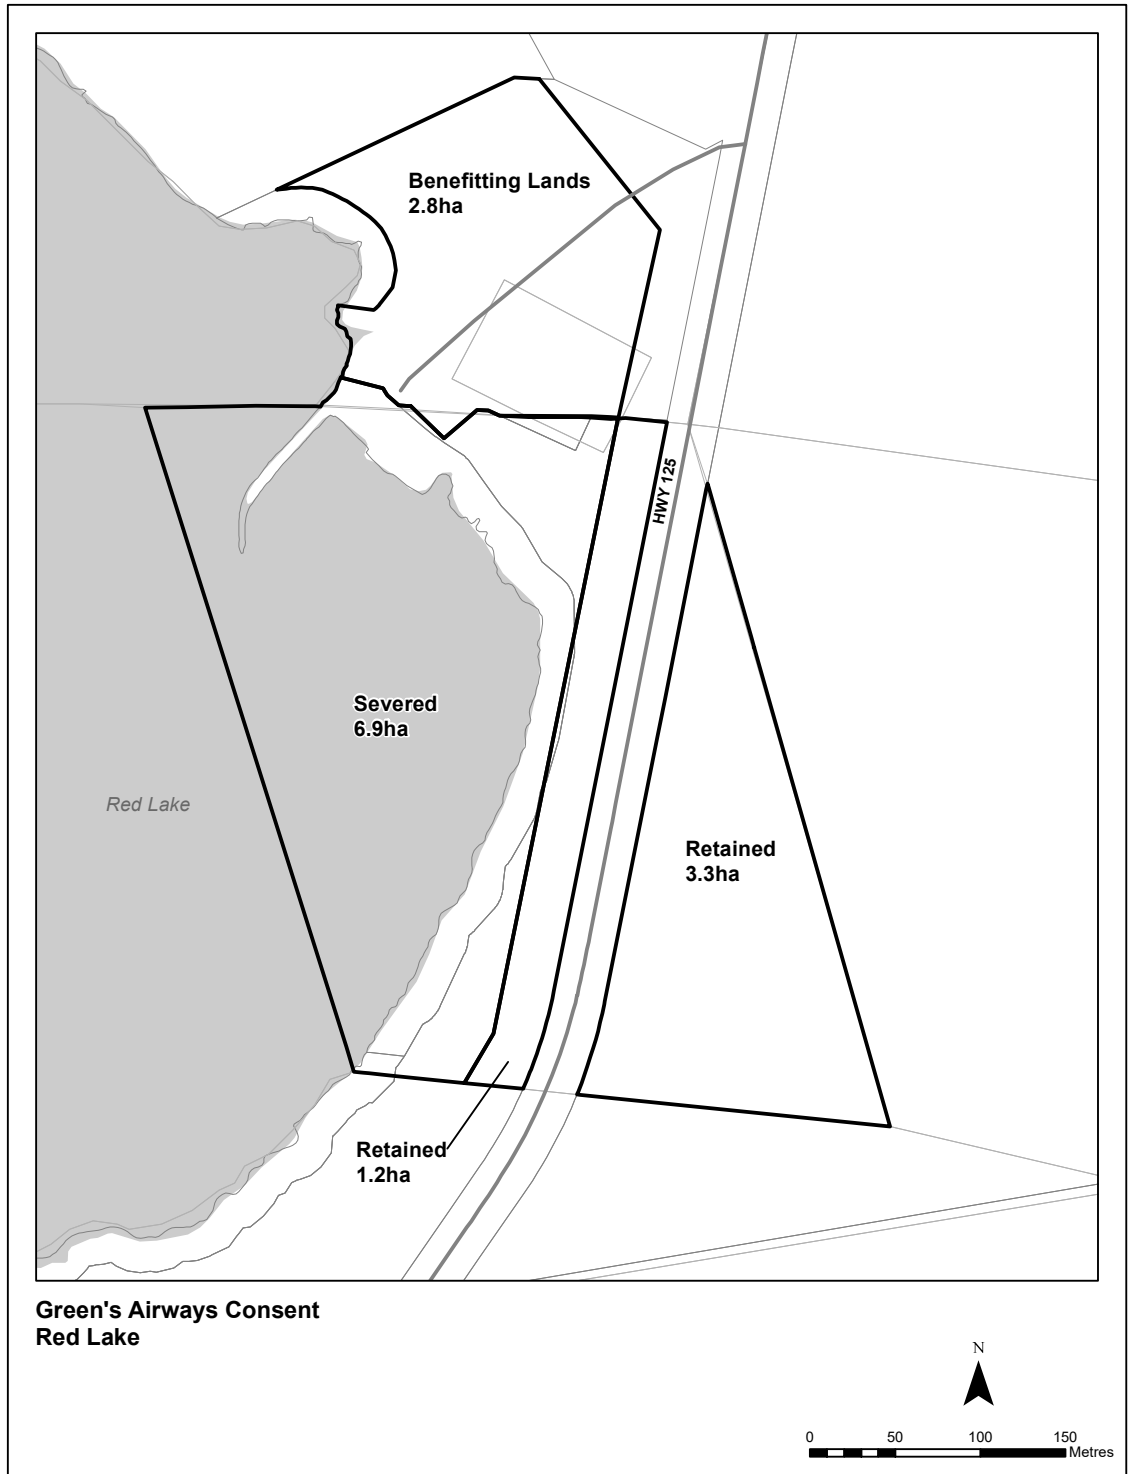 Benefitting Lands
2.8ha
HWY 125
Severed
6.9ha
Red Lake
Retained
3.3ha
Retained
1.2ha
Green's Airways Consent
Red Lake
N
0 50 100 150
Metres